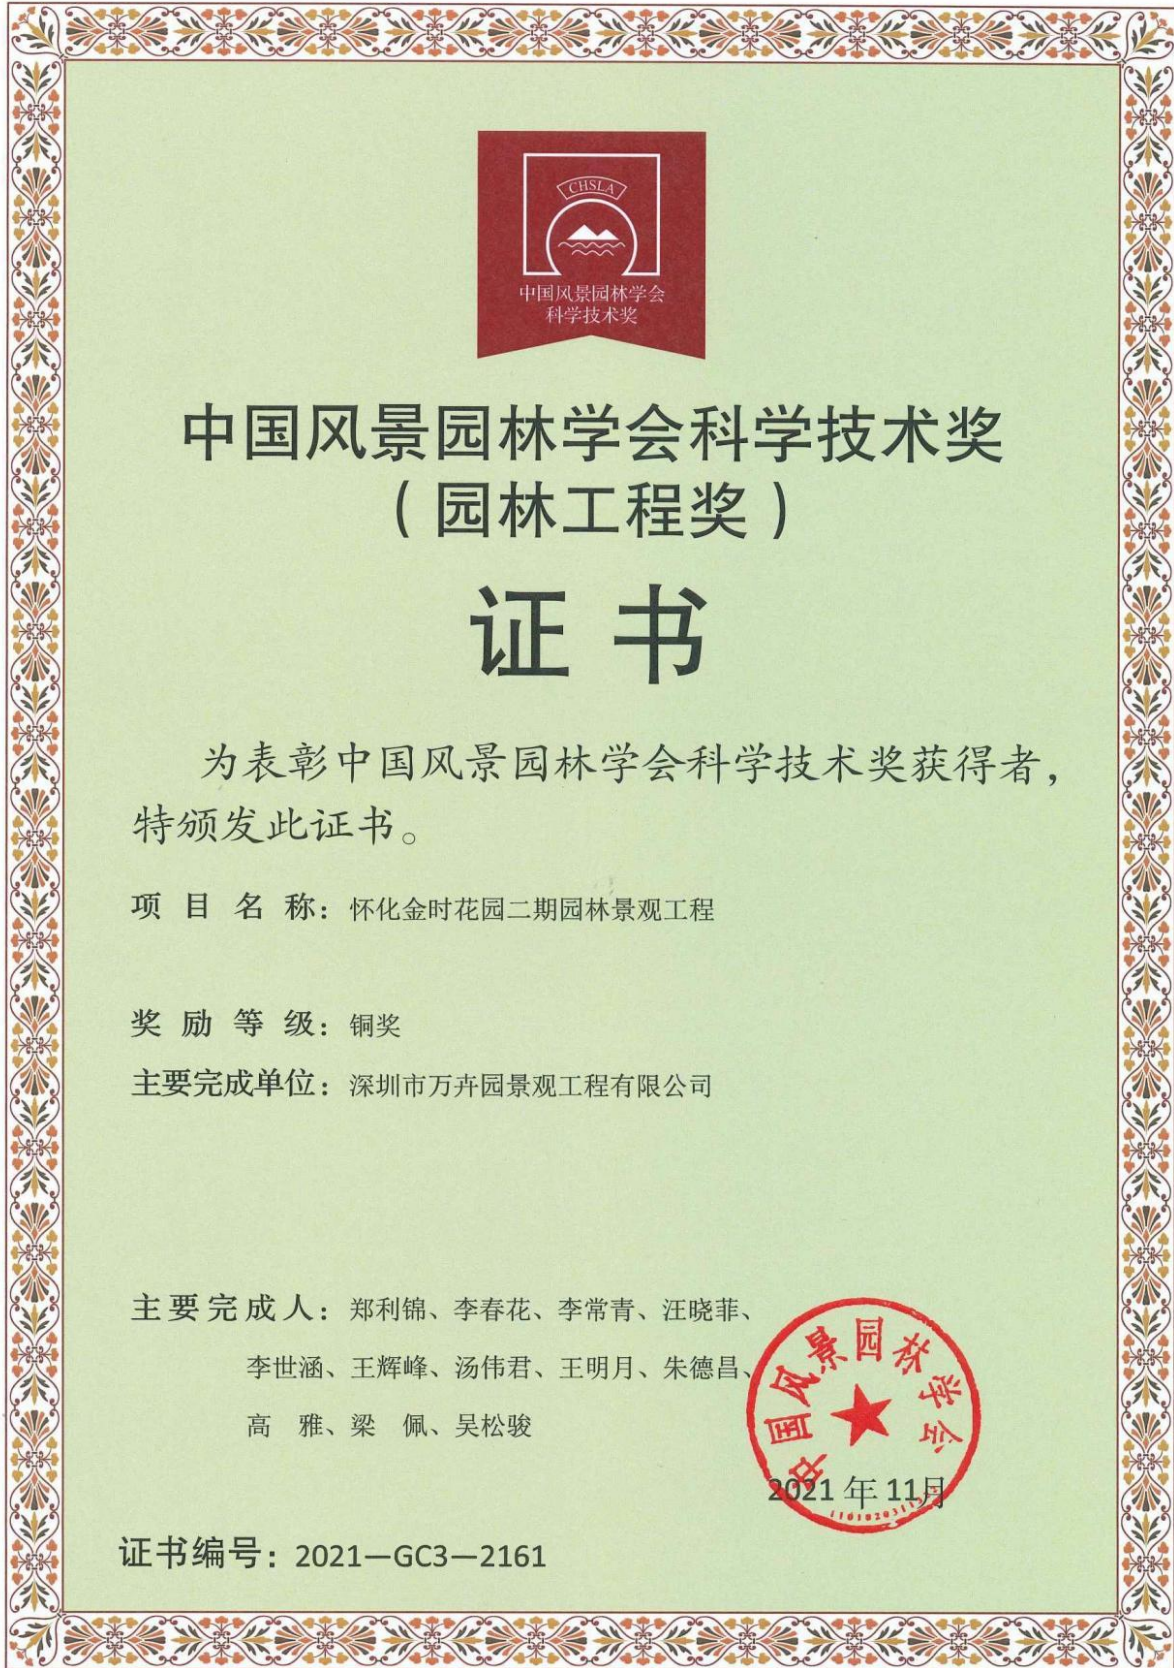 CHSLA
中国风景园林学会
科学技术奖
中国风景园林学会科学技术奖
（园林工程奖）
证书
为表彰中国风景园林学会科学技术奖获得者，
特颁发此证书。
项目名称：怀化金时花园二期园林景观工程
奖励等级：铜奖
主要完成单位：深圳市万卉园景观工程有限公司
主要完成人：郑利锦、李春花、李常青、汪晓菲、
李世涵、王辉峰、汤伟君、王明月、朱德昌、
高　雅、梁　佩、吴松骏
中国风景园林学会
2021年11月
证书编号：2021—GC3—2161